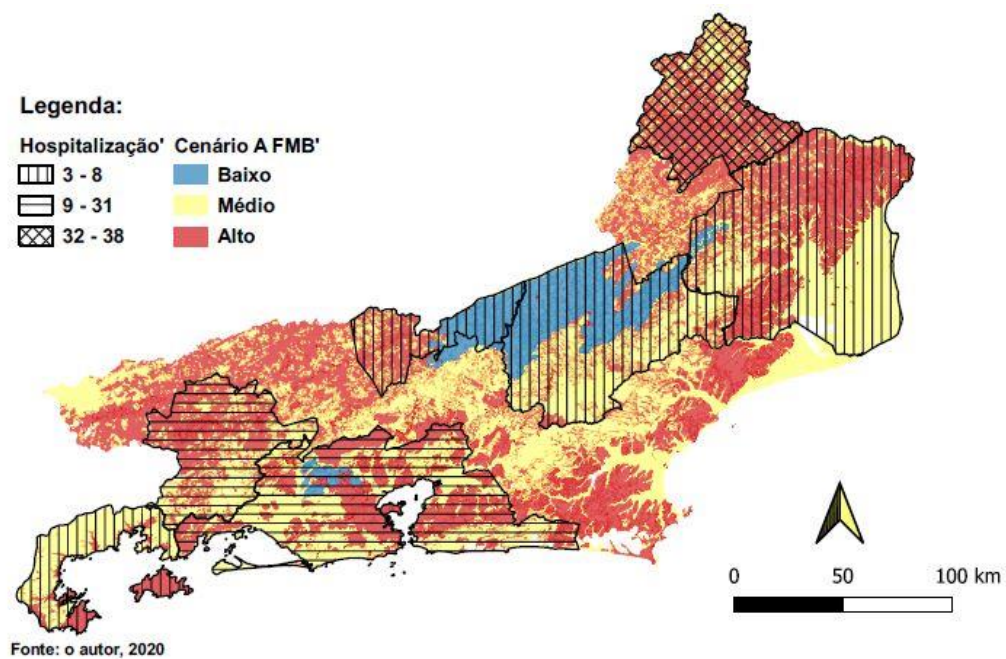 Legenda:
Hospitalização' Cenário A FMB'
3 - 8 Baixo
9 - 31 Médio
32 - 38 Alto
0 50 100 km
Fonte: o autor, 2020